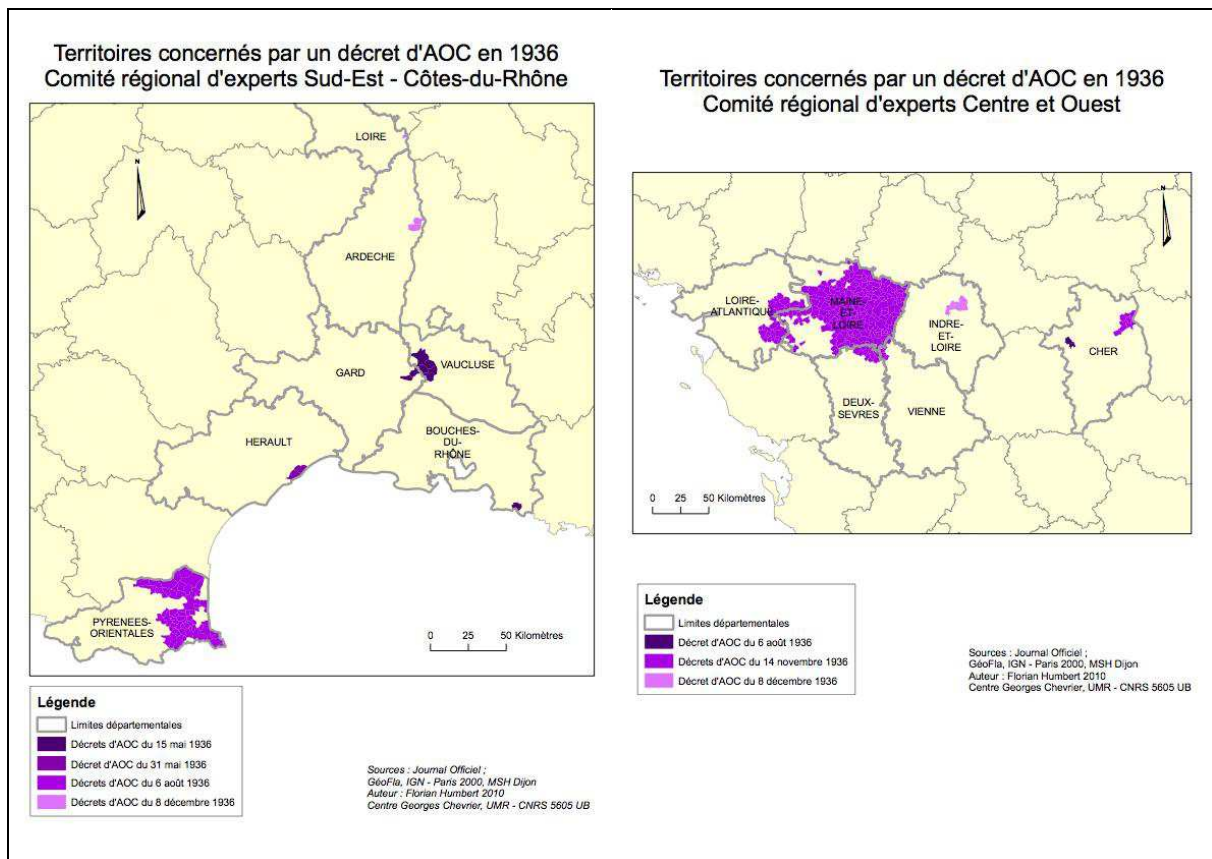 Territoires concernés par un décret d'AOC en 1936
Comité régional d'experts Sud-Est - Côtes-du-Rhône
N
LOIRE
ARDECHE
VAUCLUSE
GARD
BOUCHES-
DU-
RHÔNE
HERAULT
PYRENEES-
ORIENTALES
0 25 50 Kilomètres
Légende
Limites départementales
Décrets d'AOC du 15 mai 1936
Décret d'AOC du 31 mai 1936
Décrets d'AOC du 6 août 1936
Décrets d'AOC du 8 décembre 1936
Sources : Journal Officiel ;
GéoFla, IGN - Paris 2000, MSH Dijon
Auteur : Florian Humbert 2010
Centre Georges Chevrier, UMR - CNRS 5605 UB
Territoires concernés par un décret d'AOC en 1936
Comité régional d'experts Centre et Ouest
N
LOIRE-
ATLANTIQUE
MAINE-
ET-
LOIRE
INDRE-
ET-
LOIRE
CHER
DEUX-
SEVRES
VIENNE
0 25 50 Kilomètres
Légende
Limites départementales
Décret d'AOC du 6 août 1936
Décrets d'AOC du 14 novembre 1936
Décret d'AOC du 8 décembre 1936
Sources : Journal Officiel ;
GéoFla, IGN - Paris 2000, MSH Dijon
Auteur : Florian Humbert 2010
Centre Georges Chevrier, UMR - CNRS 5605 UB